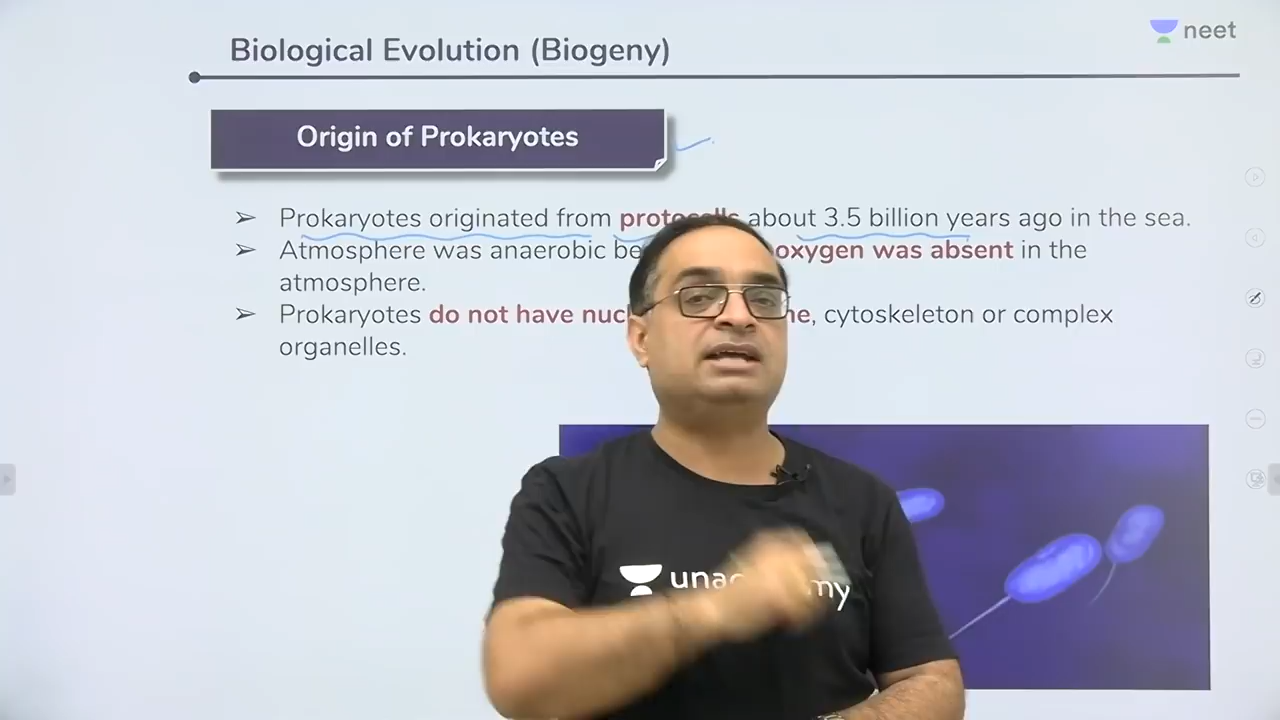 neet
Biological Evolution (Biogeny)
Origin of Prokaryotes
➢ Prokaryotes originated from protocells about 3.5 billion years ago in the sea.
➢ Atmosphere was anaerobic oxygen was absent in the
atmosphere.
➢ Prokaryotes do not have cytoskeleton or complex
organelles.